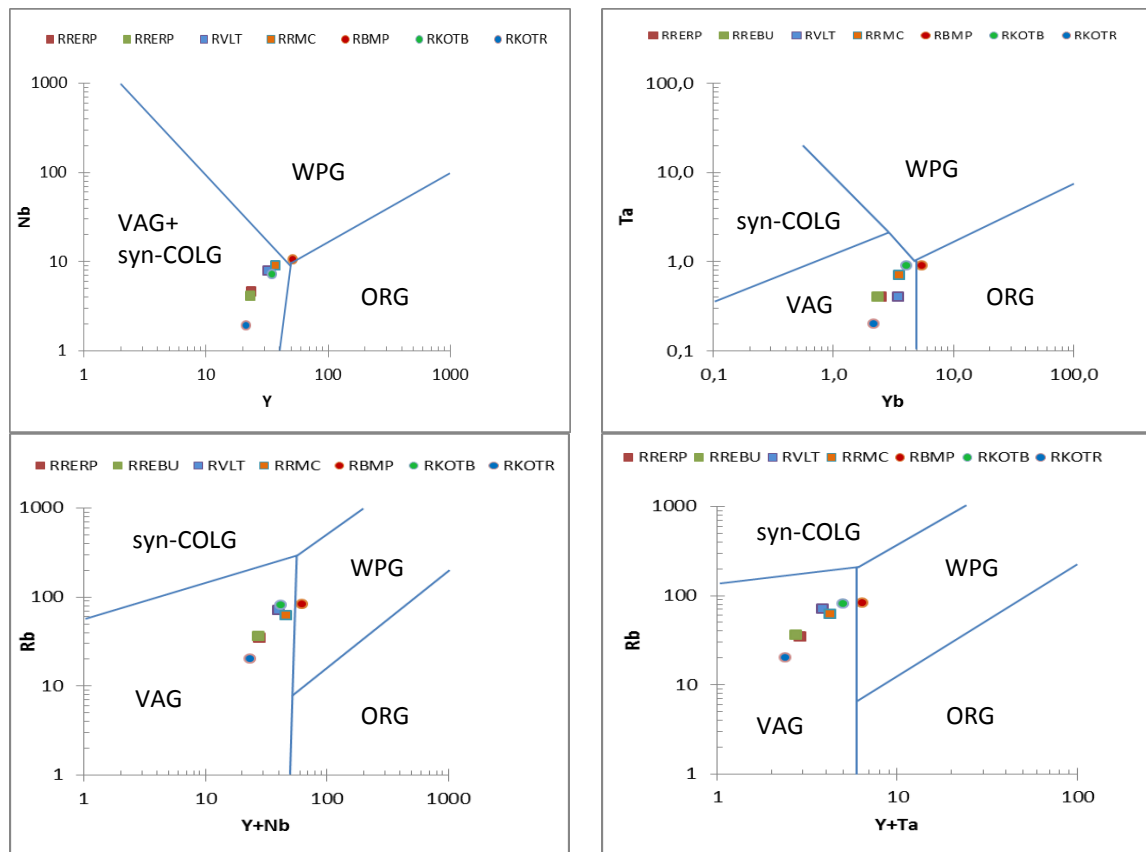 RRERP RRERP RVLT RRMC RBMP RKOTB RKOTR
1000
100
10
1
Nb
WPG
VAG+
syn-COLG
ORG
1 10 100 1000
Y
RRERP RREBU RVLT RRMC RBMP RKOTB RKOTR
100,0
10,0
1,0
0,1
Ta
WPG
syn-COLG
VAG
ORG
0,1 1,0 10,0 100,0
Yb
RRERP RREBU RVLT RRMC RBMP RKOTB RKOTR
1000
100
10
1
Rb
syn-COLG
WPG
VAG
ORG
1 10 100 1000
Y+Nb
RRERP RREBU RVLT RRMC RBMP RKOTB RKOTR
1000
100
10
1
Rb
syn-COLG
WPG
VAG
ORG
1 10 100
Y+Ta